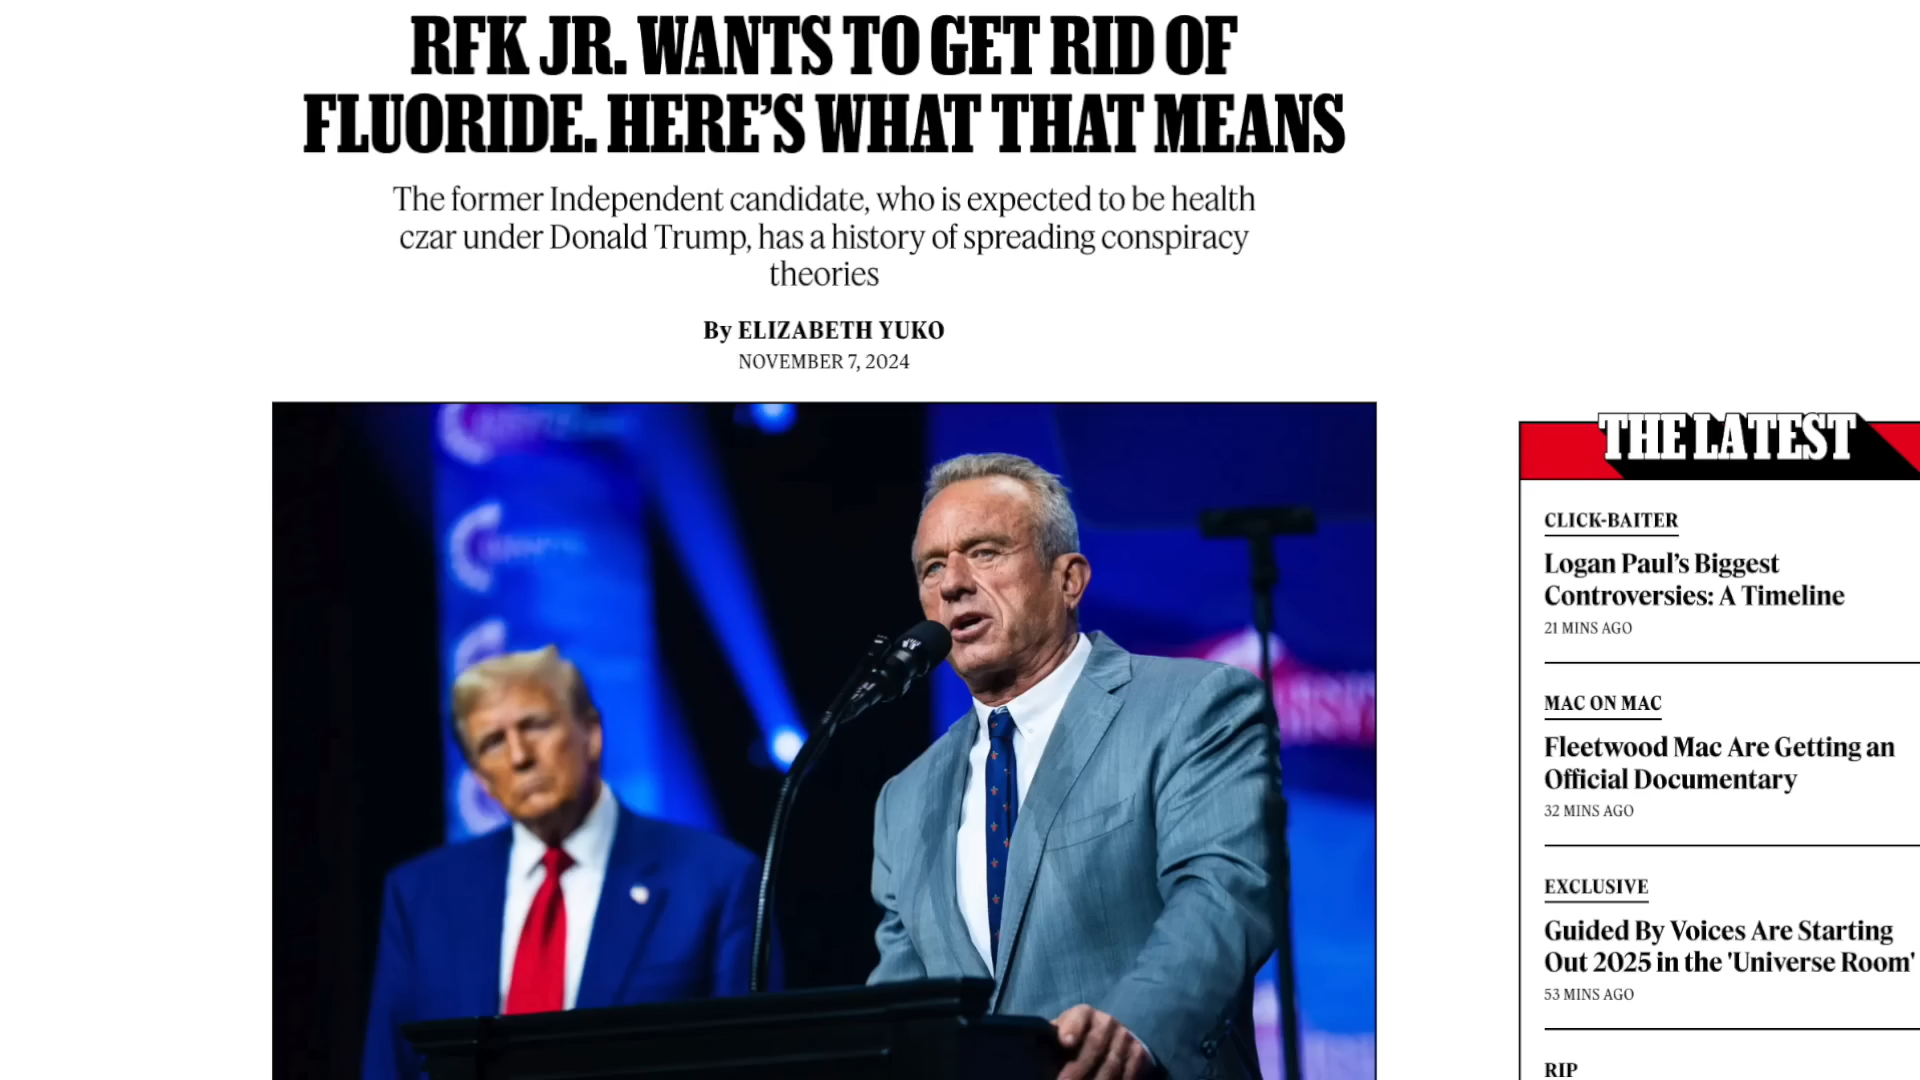 RFK JR. WANTS TO GET RID OF
FLUORIDE. HERE'S WHAT THAT MEANS
The former Independent candidate, who is expected to be health
czar under Donald Trump, has a history of spreading conspiracy
theories
By ELIZABETH YUKO
NOVEMBER 7, 2024
THE LATEST
CLICK-BAITER
Logan Paul's Biggest
Controversies: A Timeline
21 MINS AGO
MAC ON MAC
Fleetwood Mac Are Getting an
Official Documentary
32 MINS AGO
EXCLUSIVE
Guided By Voices Are Starting
Out 2025 in the 'Universe Room'
53 MINS AGO
RIP